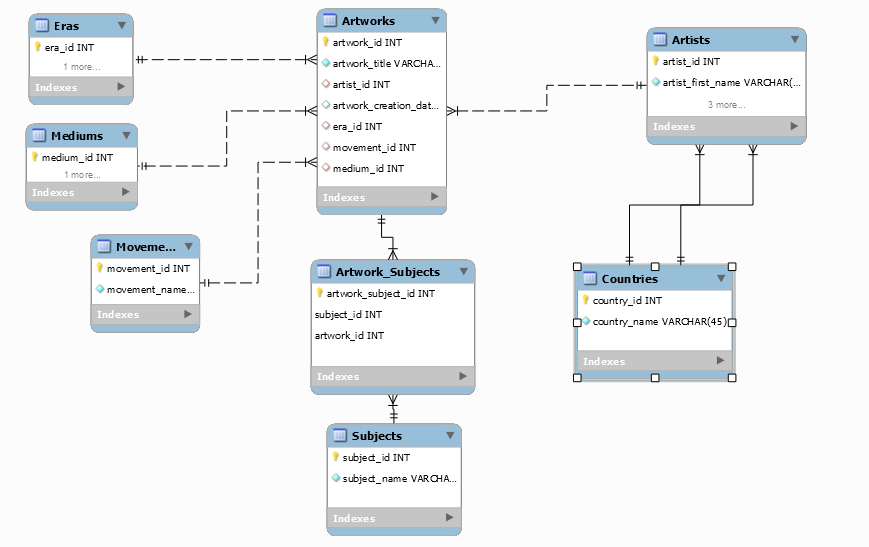 Eras
era_id INT
1 more...
Indexes
Mediums
medium_id INT
1 more...
Indexes
Moveme...
movement_id INT
movement_name...
Indexes
Artworks
artwork_id INT
artwork_title VARCHA...
artist_id INT
artwork_creation_dat...
era_id INT
movement_id INT
medium_id INT
Indexes
Artwork_Subjects
artwork_subject_id INT
subject_id INT
artwork_id INT
Indexes
Subjects
subject_id INT
subject_name VARCHA...
Indexes
Artists
artist_id INT
artist_first_name VARCHAR(...
3 more...
Indexes
Countries
country_id INT
country_name VARCHAR(45)
Indexes